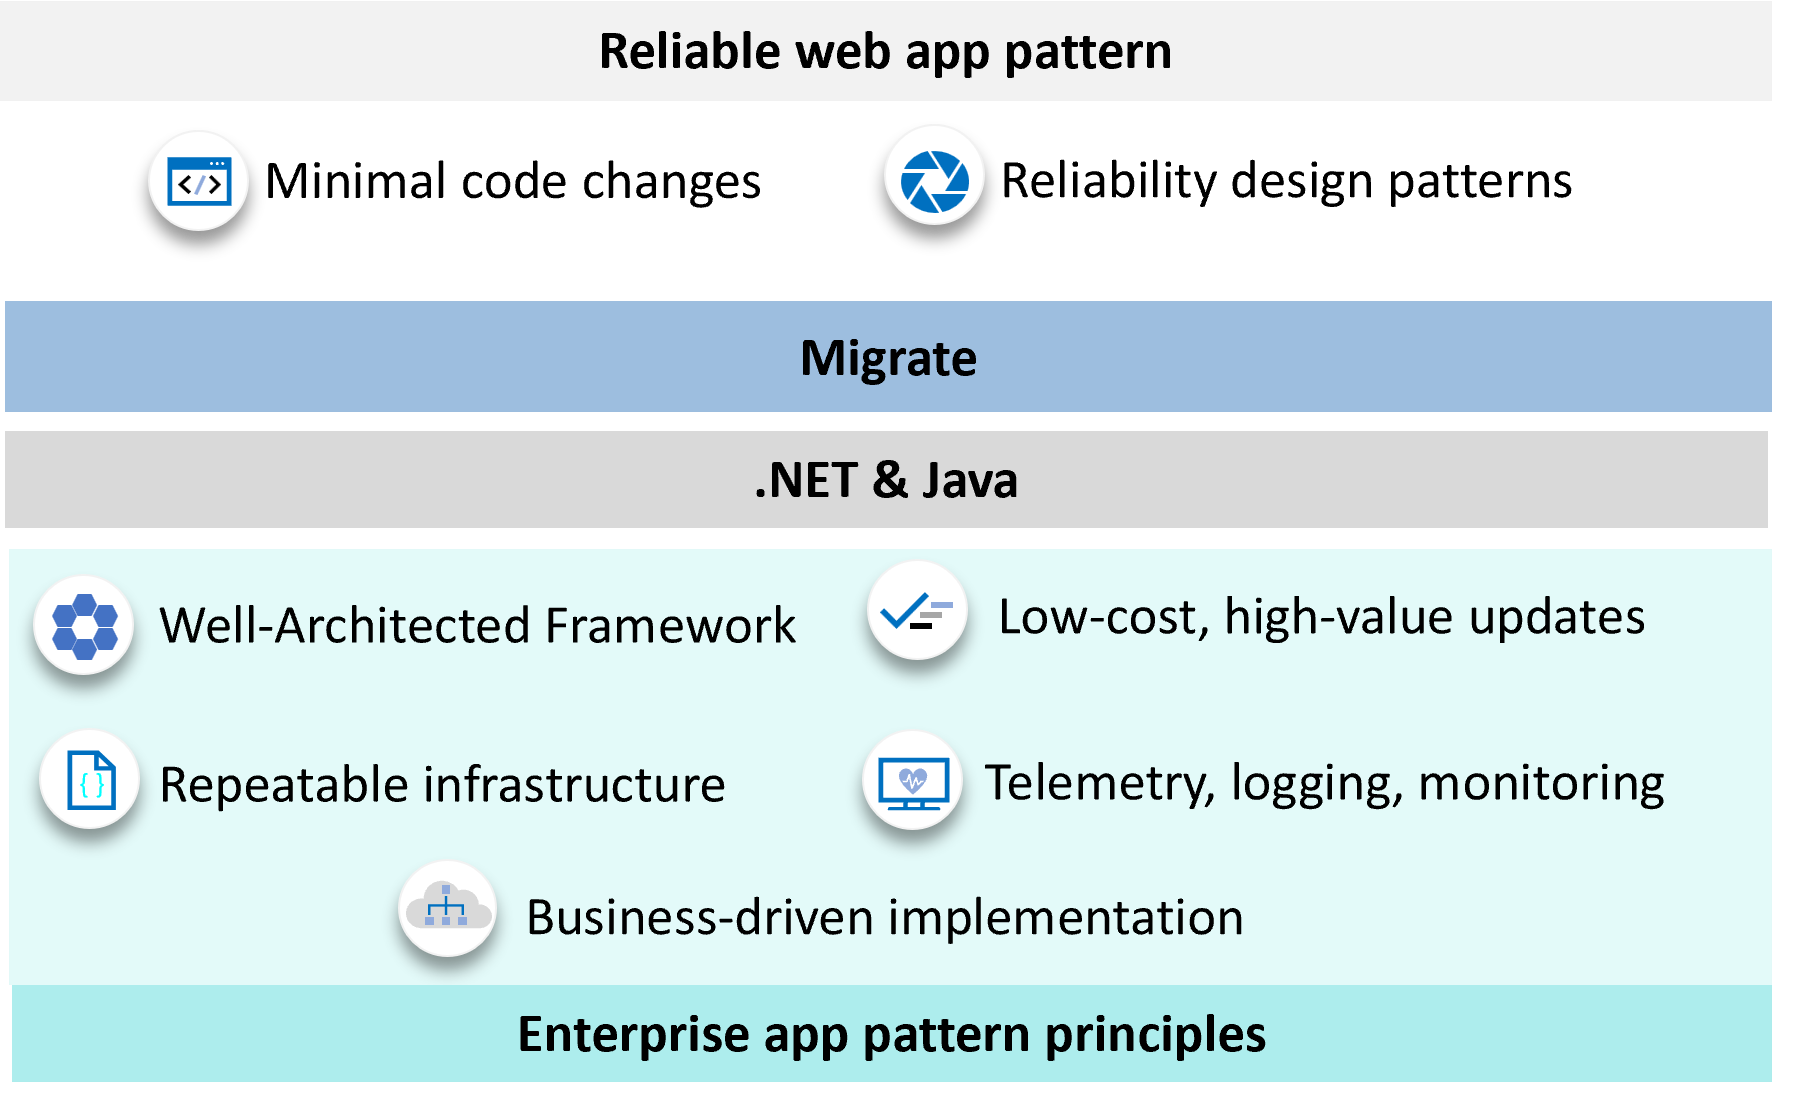 Reliable web app pattern
Minimal code changes
Reliability design patterns
Migrate
.NET & Java
Well-Architected Framework
Low-cost, high-value updates
Repeatable infrastructure
Telemetry, logging, monitoring
Business-driven implementation
Enterprise app pattern principles